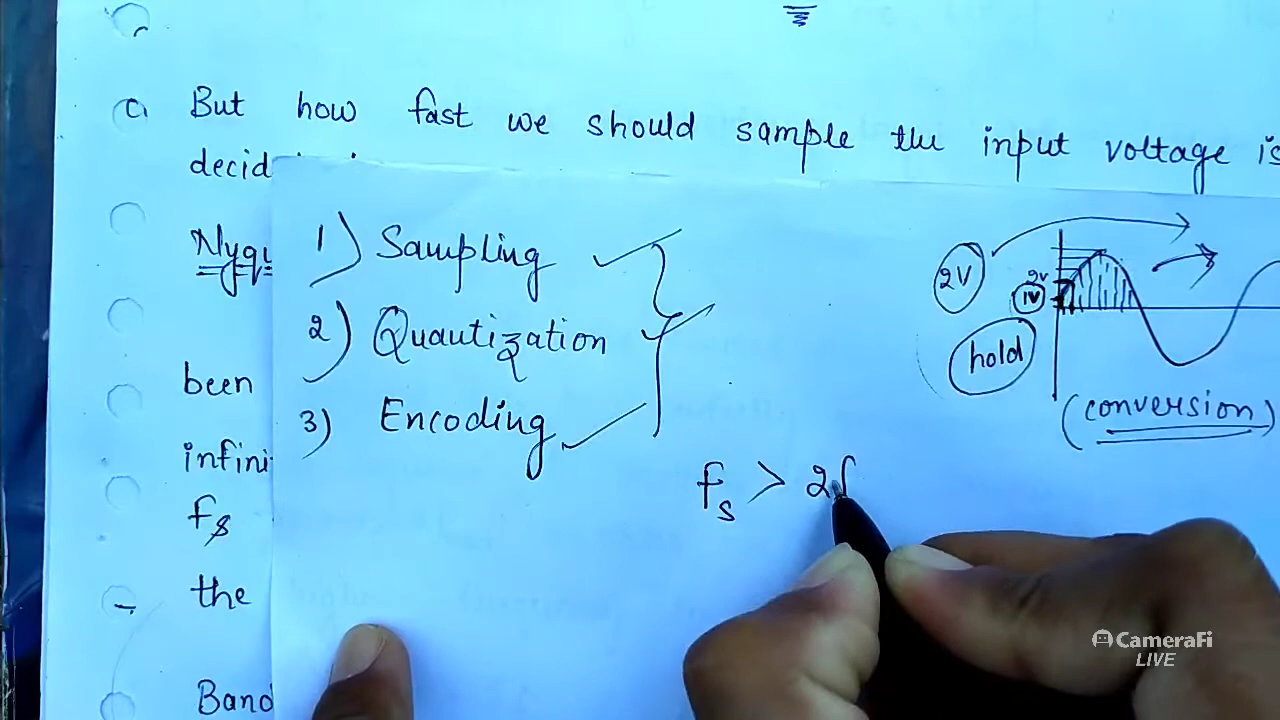 But how fast we should sample the input voltage is
decid
Nyqu
1) Sampling
2) Quantization
3) Encoding
2V
2V
1V
hold
(conversion)
been
infini
fs > 2f
fs
the
Band
CameraFi
LIVE